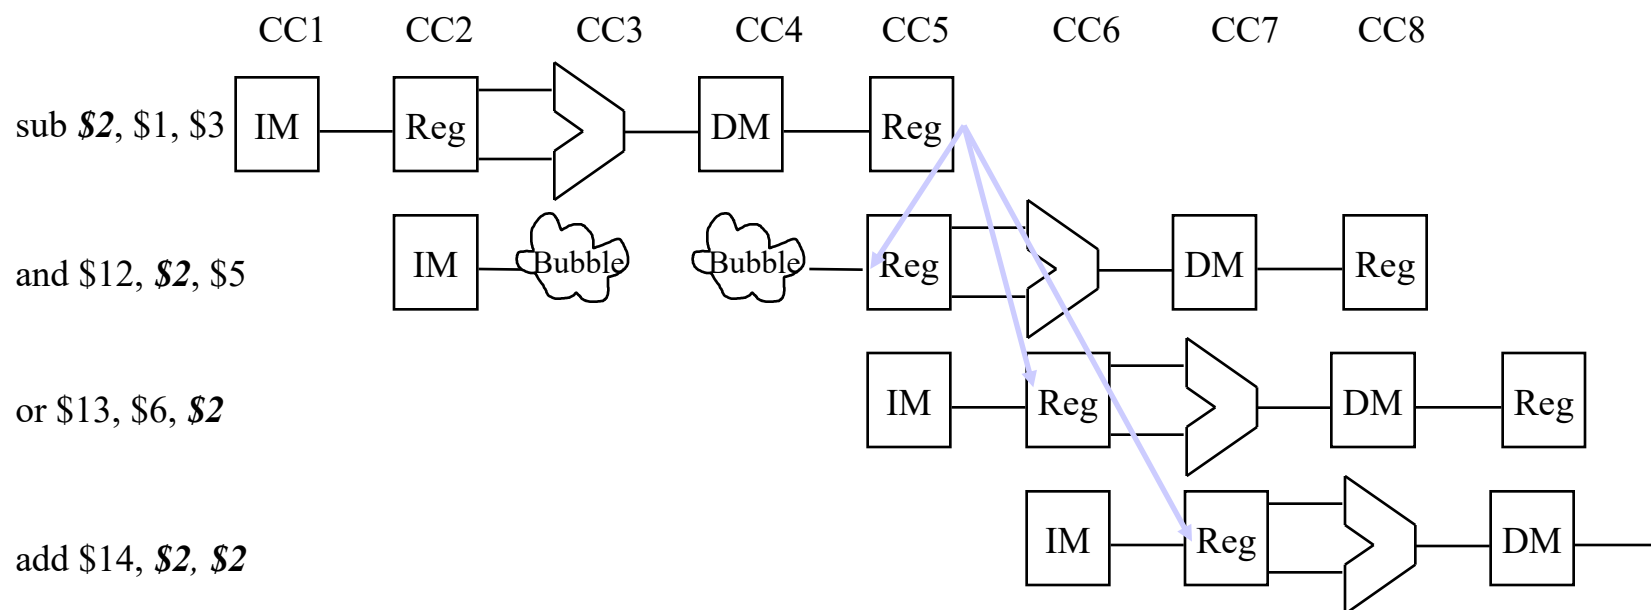 CC1 CC2 CC3 CC4 CC5 CC6 CC7 CC8
sub $2, $1, $3 IM Reg DM Reg
and $12, $2, $5 IM Bubble Bubble Reg DM Reg
or $13, $6, $2 IM Reg DM Reg
add $14, $2, $2 IM Reg DM